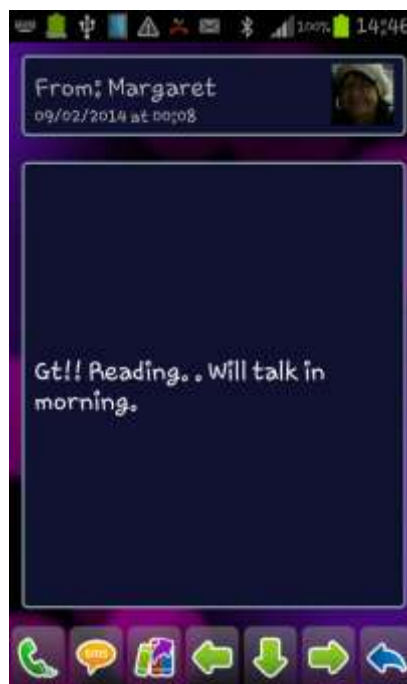 100% 14:46
From: Margaret
09/02/2014 at 00:08
Gt!! Reading. . Will talk in
morning.
sms